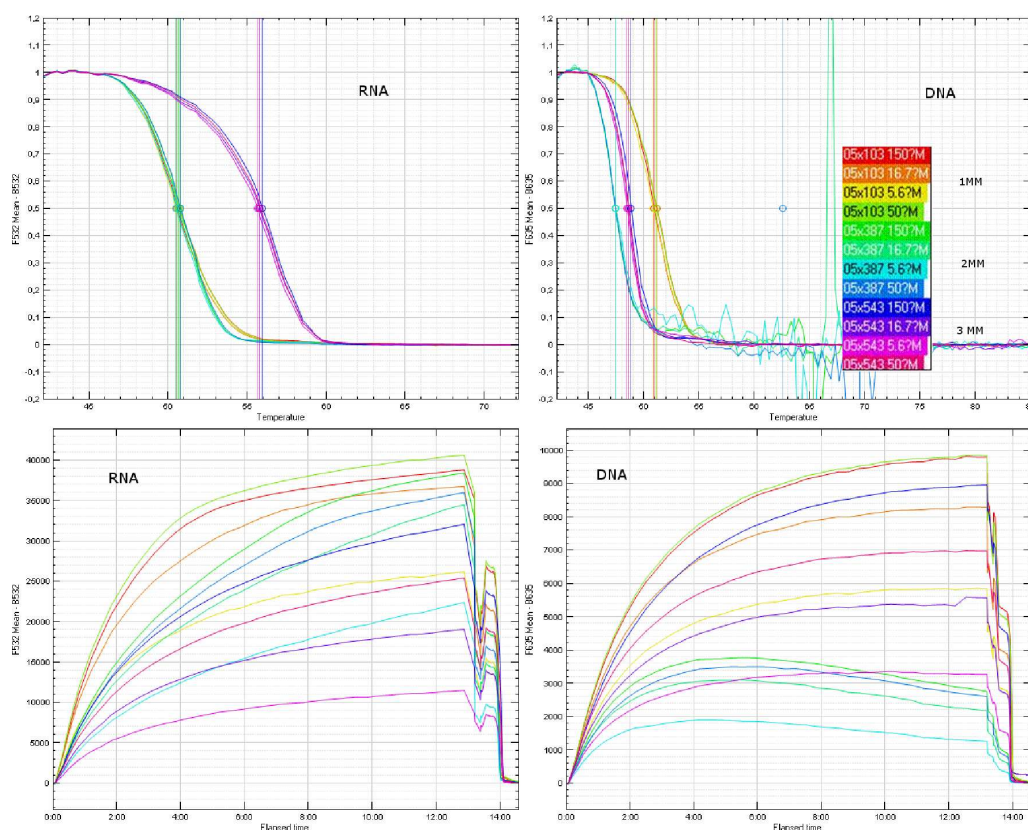 1,2
1,1
1
0,9
0,8
0,7
0,6
0,5
0,4
0,3
0,2
0,1
0
-0,1
-0,2
F532 Mean - B532
RNA
45 50 55 60 65 70
Temperature
1,2
1,1
1
0,9
0,8
0,7
0,6
0,5
0,4
0,3
0,2
0,1
0
-0,1
-0,2
F635 Mean - B635
DNA
05x103 150?M
05x103 16.7?M
05x103 5.6?M
05x103 50?M
05x387 150?M
05x387 16.7?M
05x387 5.6?M
05x387 50?M
05x543 150?M
05x543 16.7?M
05x543 5.6?M
05x543 50?M
1MM
2MM
3 MM
45 50 55 60 65 70 75 80 85
Temperature
40000
35000
30000
25000
20000
15000
10000
5000
0
F532 Mean - B532
RNA
0:00 2:00 4:00 6:00 8:00 10:00 12:00 14:00
Elapsed time
10000
9000
8000
7000
6000
5000
4000
3000
2000
1000
0
F635 Mean - B635
DNA
0:00 2:00 4:00 6:00 8:00 10:00 12:00 14:00
Elapsed time